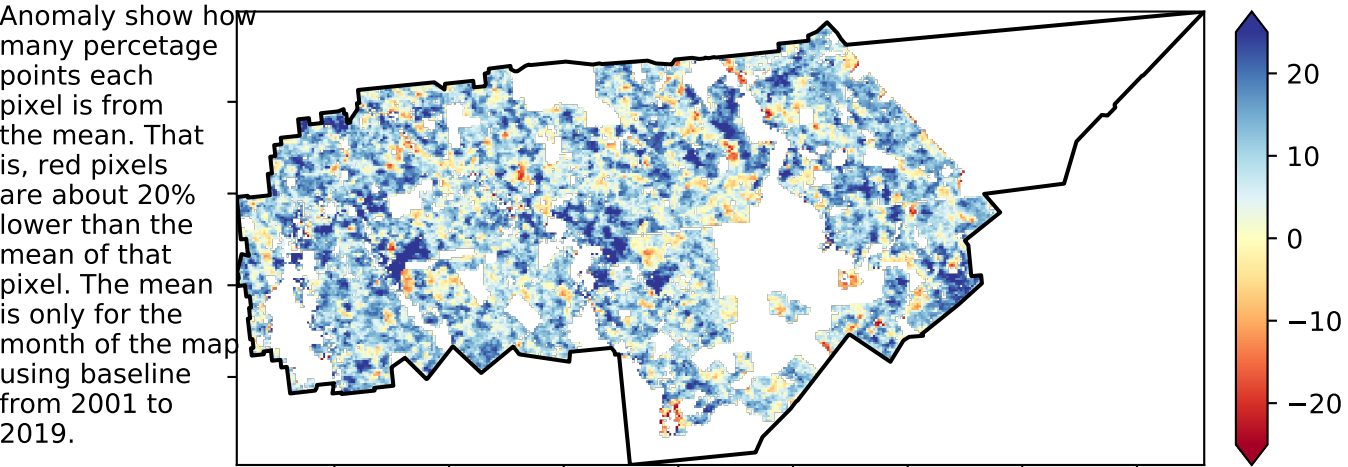 Anomaly show how
many percetage
points each
pixel is from
the mean. That
is, red pixels
are about 20%
lower than the
mean of that
pixel. The mean
is only for the
month of the map
using baseline
from 2001 to
2019.
20
10
0
−10
−20